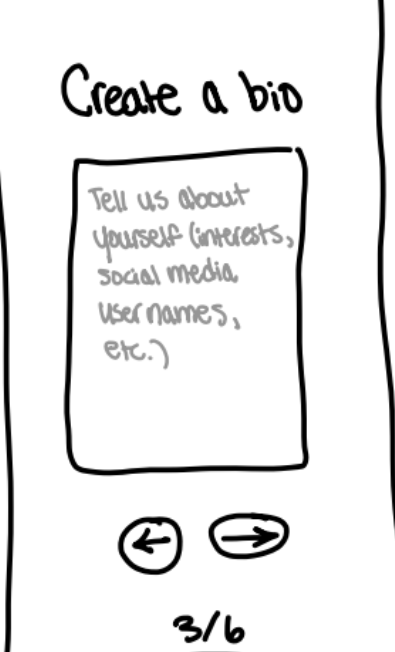 Create a bio
Tell us about
yourself (interests,
social media,
usernames,
etc.)
3/6